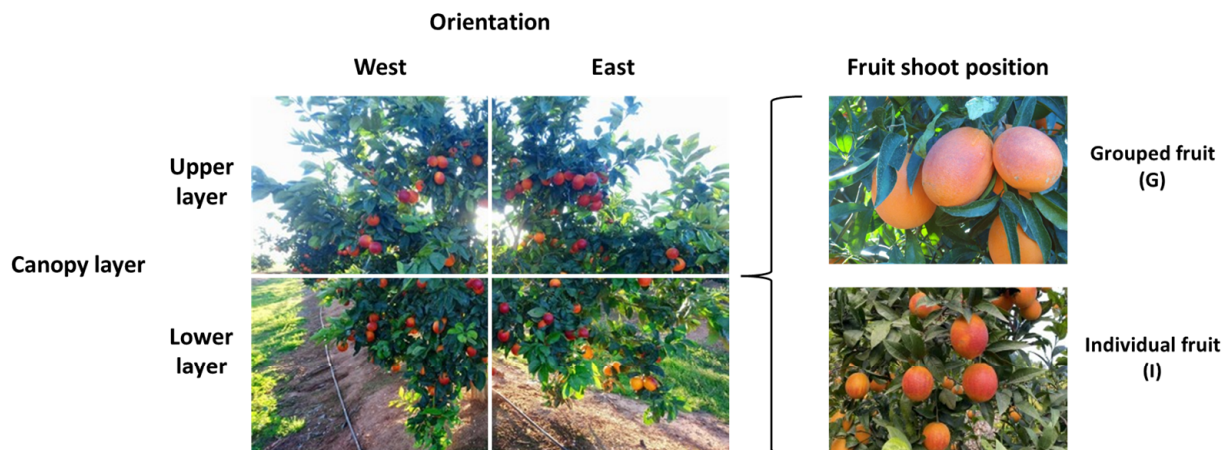 Orientation
West
East
Fruit shoot position
Upper
layer
Grouped fruit
(G)
Canopy layer
Lower
layer
Individual fruit
(I)